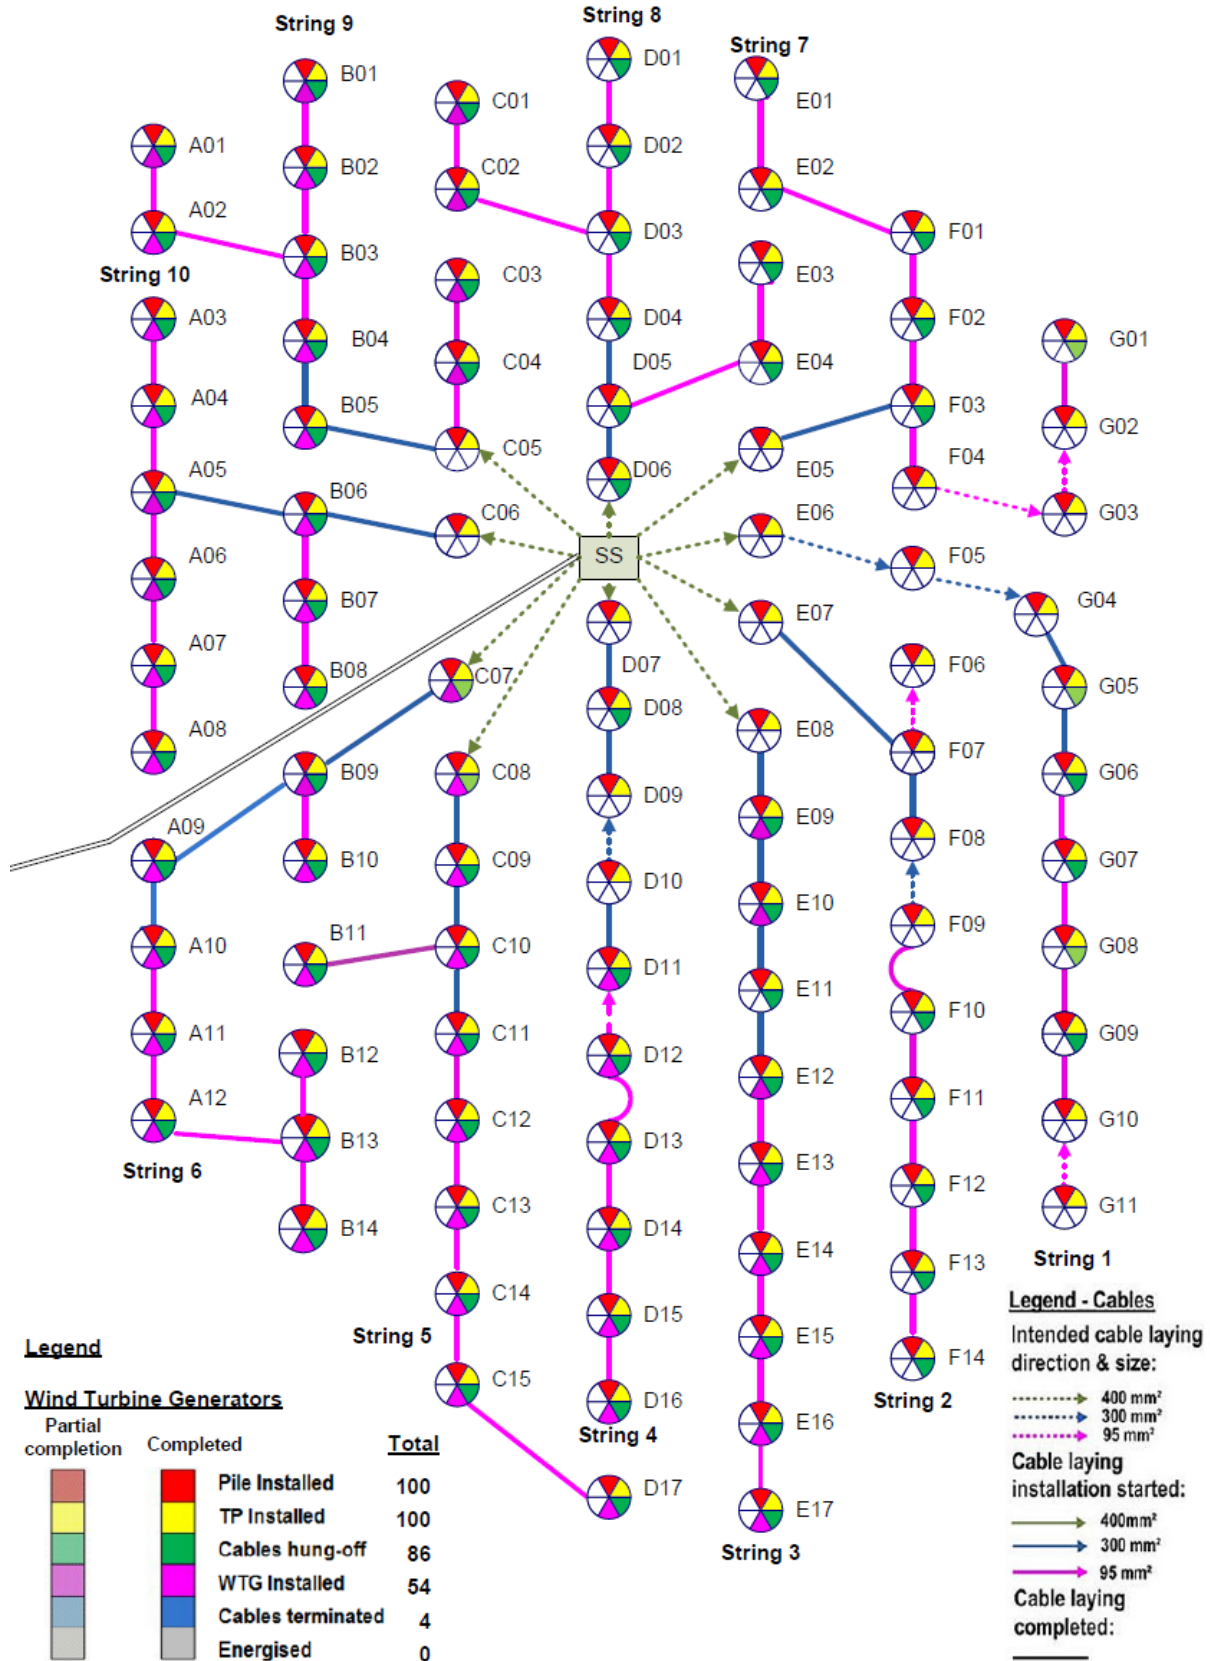 String 8
String 9
String 7
D01
B01
E01
C01
A01
D02
B02
C02
E02
A02
D03
F01
B03
String 10
C03
E03
A03
D04
F02
B04
G01
C04
D05
E04
A04
F03
B05
G02
C05
E05
F04
A05
D06
B06
C06
E06
G03
SS
A06
F05
B07
E07
G04
A07
D07
F06
B08
C07
G05
D08
A08
E08
F07
B09
C08
G06
D09
E09
A09
F08
B10
C09
G07
D10
E10
F09
B11
A10
C10
G08
D11
E11
F10
A11
C11
G09
B12
D12
E12
F11
A12
C12
G10
B13
D13
E13
String 6
F12
C13
G11
B14
D14
E14
String 1
F13
C14
D15
String 5
E15
F14
C15
D16
String 2
String 4
E16
D17
E17
String 3
Legend
Wind Turbine Generators
Partial completion
Completed
Total
Pile Installed 100
TP Installed 100
Cables hung-off 86
WTG Installed 54
Cables terminated 4
Energised 0
Legend - Cables
Intended cable laying
direction & size:
400 mm²
300 mm²
95 mm²
Cable laying
installation started:
400mm²
300 mm²
95 mm²
Cable laying
completed: